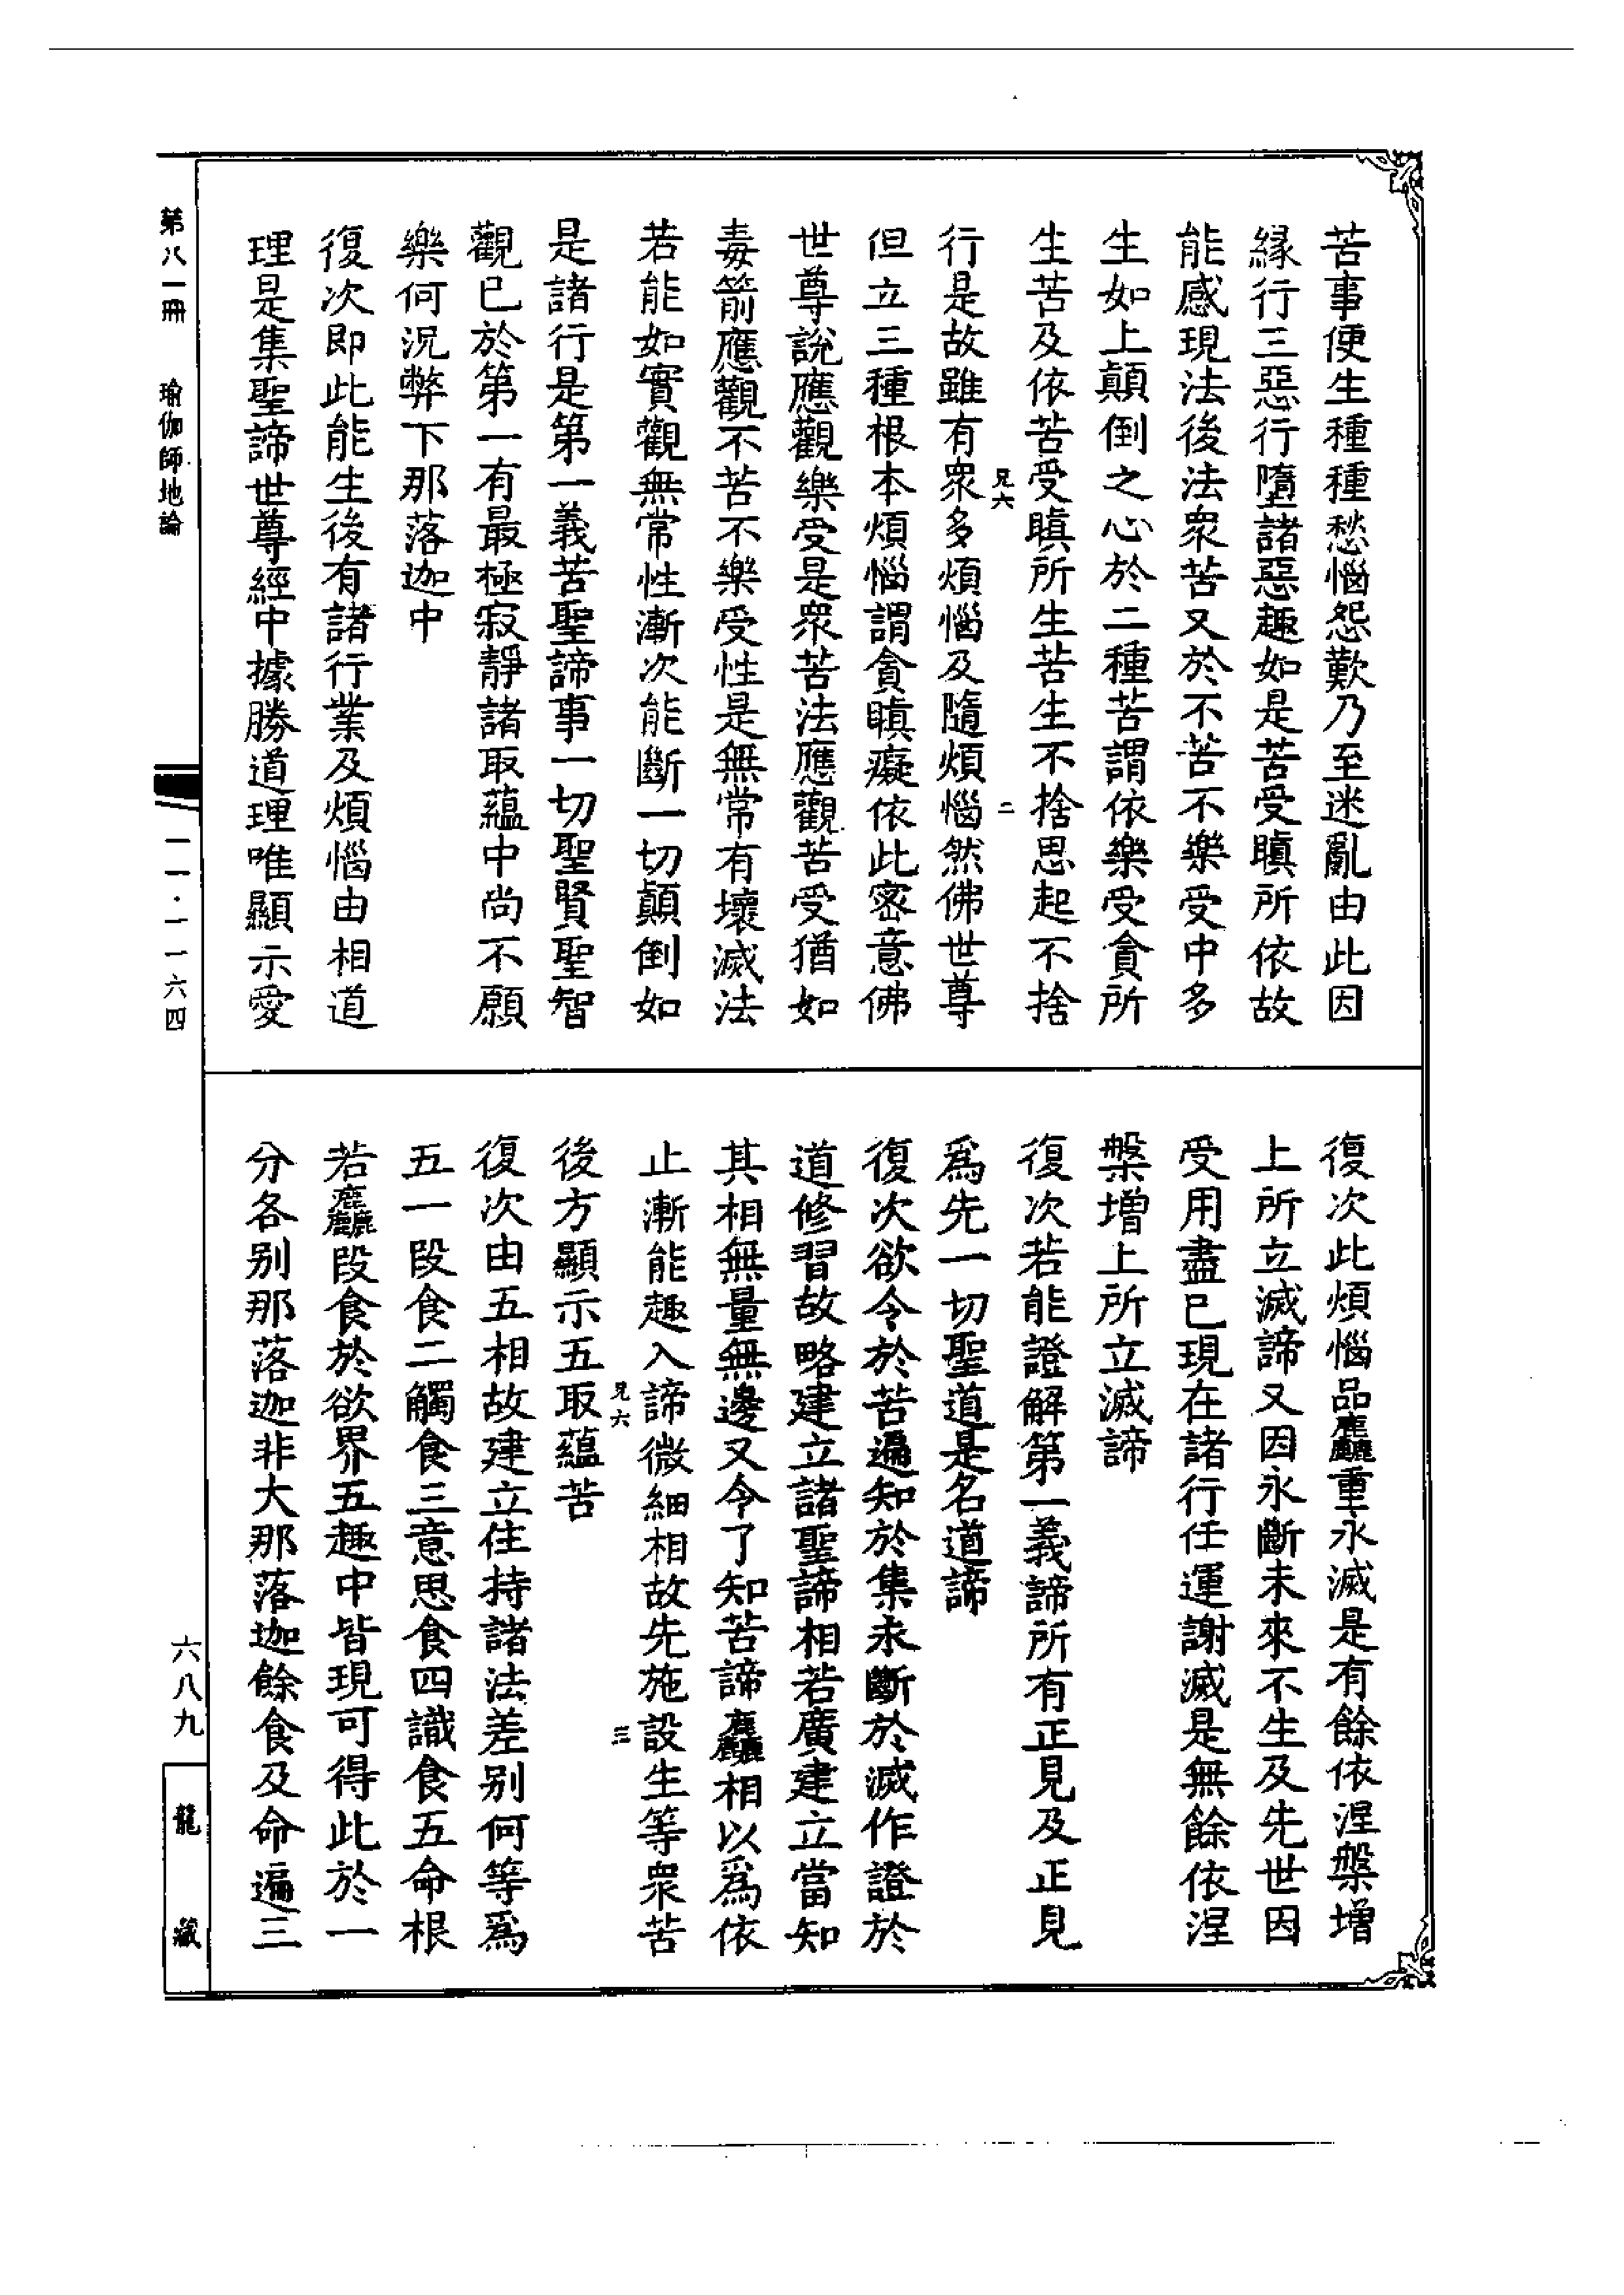 苦事便生種種愁惱怨歎乃至迷亂由此因
緣行三惡行墮諸惡趣如是苦受瞋所依故
能感現法後法衆苦又於不苦不樂受中多
生如上顛倒之心於二種苦謂依樂受貪所
生苦及依苦受瞋所生苦生不捨思起不捨
兄六
二
行是故雖有衆多煩惱及隨煩惱然佛世尊
但立三種根本煩惱謂貪瞋癡依此密意佛
世尊說應觀樂受是衆苦法應觀苦受猶如
毒箭應觀不苦不樂受性是無常有壞滅法
若能如實觀無常性漸次能斷一切顛倒如
是諸行是第一義苦聖諦事一切聖賢聖智
觀已於第一有最極寂靜諸取蘊中尚不願
樂何況弊下那落迦中
復次即此能生後有諸行業及煩惱由相道
理是集聖諦世尊經中據勝道理唯顯示愛
復次此煩惱品麤重永滅是有餘依涅槃增
上所立滅諦又因永斷未來不生及先世因
受用盡已現在諸行任運謝滅是無餘依涅
槃增上所立滅諦
復次若能證解第一義諦所有正見及正見
爲先一切聖道是名道諦
復次欲令於苦遍知於集永斷於滅作證於
道修習故略建立諸聖諦相若廣建立當知
其相無量無邊又令了知苦諦麤相以爲依
止漸能趣入諦微細相故先施設生等衆苦
兄六
三
後方顯示五取蘊苦
復次由五相故建立住持諸法差別何等爲
五一段食二觸食三意思食四識食五命根
若麤段食於欲界五趣中皆現可得此於一
分各別那落迦非大那落迦餘食及命遍三
第八一冊
瑜伽師地論
一一·一一六四
六八九
龍藏